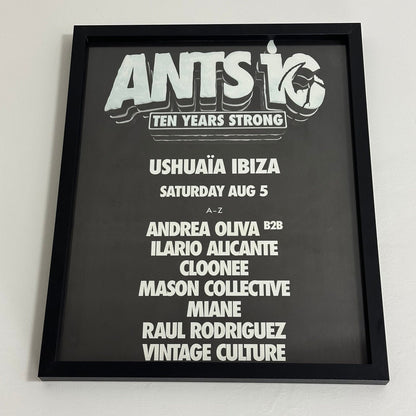 ANTS 10
TEN YEARS STRONG
USHUAÏA IBIZA
SATURDAY AUG 5
A-Z
ANDREA OLIVA B2B
ILARIO ALICANTE
CLOONEE
MASON COLLECTIVE
MIANE
RAUL RODRIGUEZ
VINTAGE CULTURE